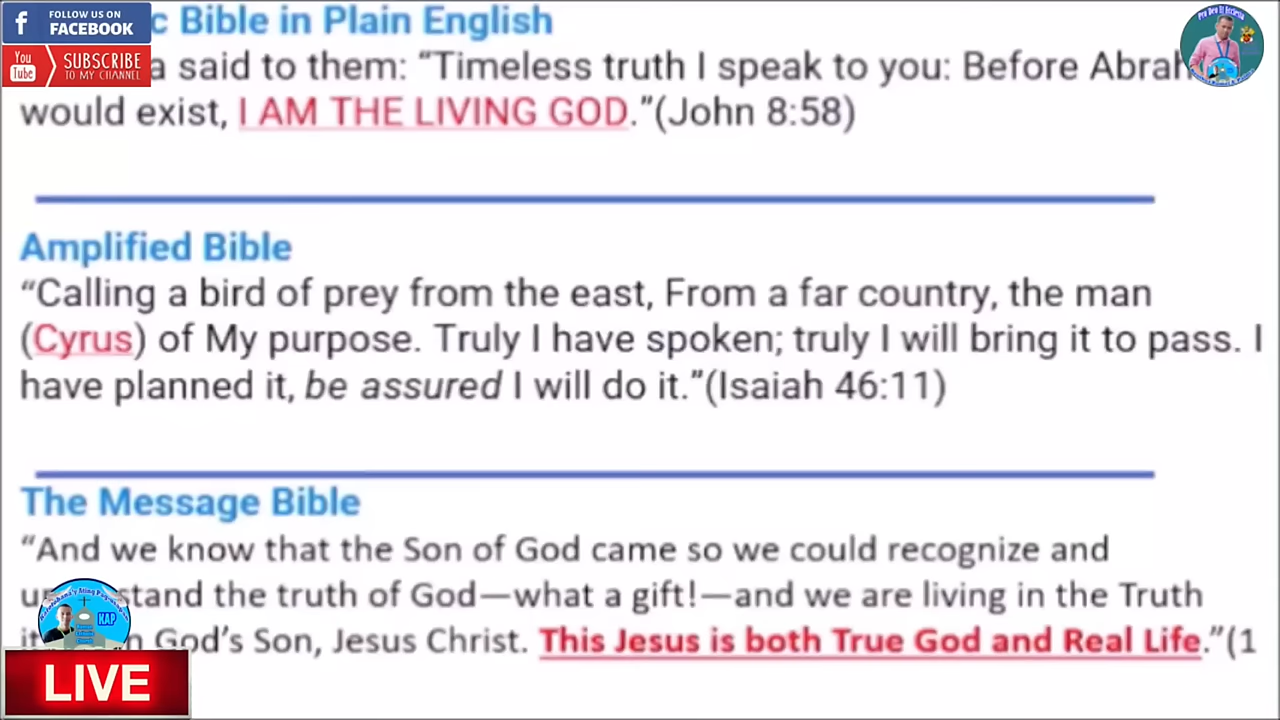 FOLLOW US ON
FACEBOOK
You
Tube
SUBSCRIBE
TO MY CHANNEL
c Bible in Plain English
a said to them: “Timeless truth I speak to you: Before Abrah
would exist, I AM THE LIVING GOD.”(John 8:58)
Amplified Bible
“Calling a bird of prey from the east, From a far country, the man
(Cyrus) of My purpose. Truly I have spoken; truly I will bring it to pass. I
have planned it, be assured I will do it.”(Isaiah 46:11)
The Message Bible
“And we know that the Son of God came so we could recognize and
u stand the truth of God—what a gift!—and we are living in the Truth
it n God’s Son, Jesus Christ. This Jesus is both True God and Real Life.”(1
KAP
LIVE